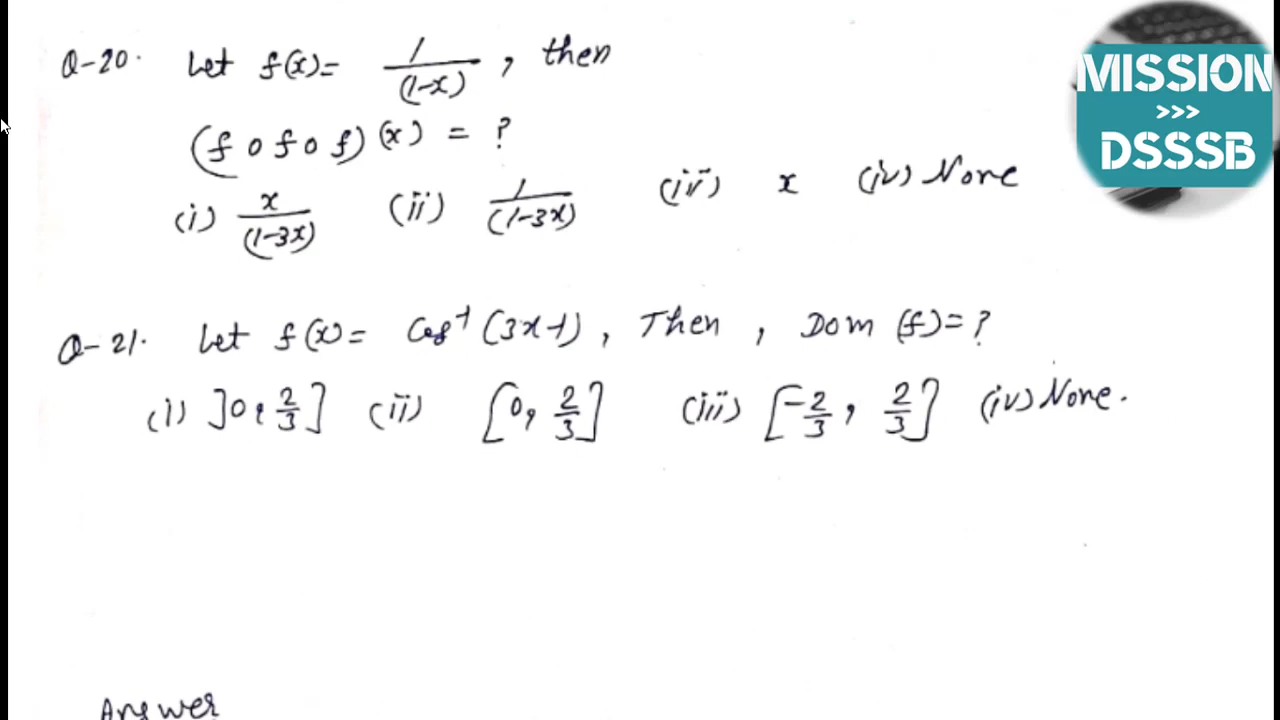 Q-20. Let f(x)= 1/(1-x), then
(f o f o f)(x) = ?
(i) x/(1-3x) (ii) 1/(1-3x) (iii) x (iv) None
Q-21. Let f(x)= Cos⁻¹(3x-1), Then, Dom (f)=?
(i) ]0, 2/3] (ii) [0, 2/3] (iii) [-2/3, 2/3] (iv) None.
Answer
MISSION
>>>
DSSSB